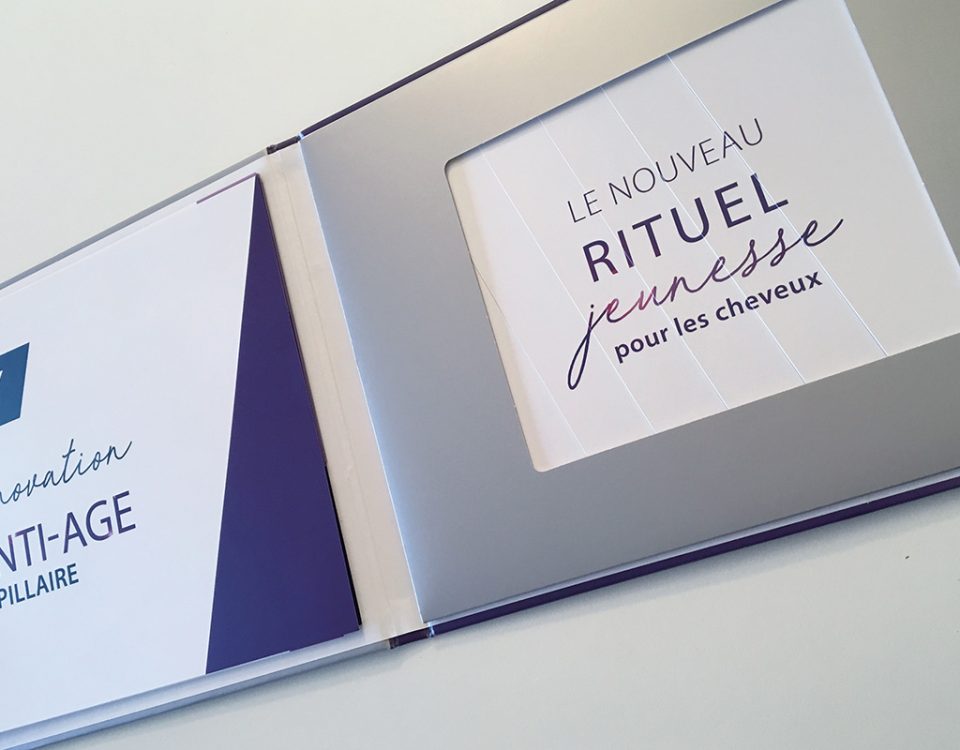 novation
NTI-AGE
PILLAIRE
LE NOUVEAU
RITUEL
jeunesse
pour les cheveux